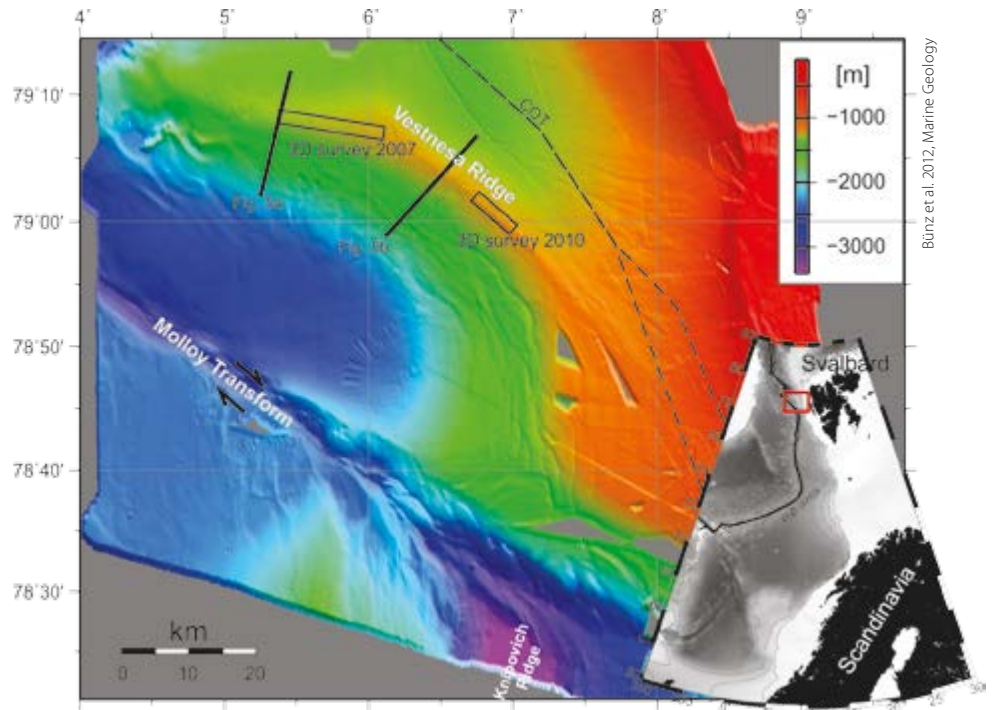 4° 5° 6° 7° 8° 9°
79°10'
79°00'
78°50'
78°40'
78°30'
COT
Vestnesa Ridge
3D survey 2007
3D survey 2010
Molloy Transform
Knipovich
Ridge
km
0 10 20
[m]
−1000
−2000
−3000
Svalbard
Scandinavia
Bünz et al. 2012, Marine Geology